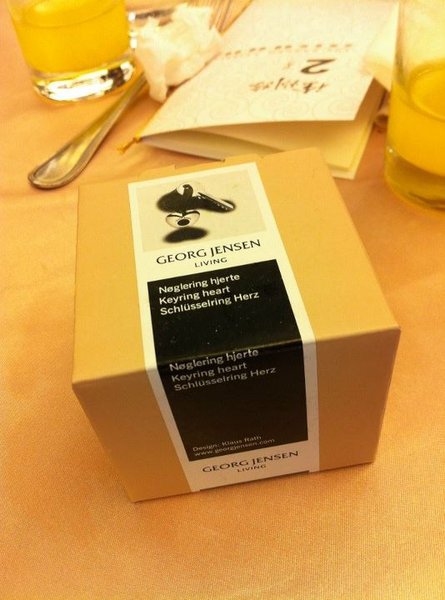 2
GEORG JENSEN
LIVING
Nøglering hjerte
Keyring heart
Schlüsselring Herz
Nøglering hjerte
Keyring heart
Schlüsselring Herz
Design: Klaus Rath
www.georgjensen.com
GEORG JENSEN
LIVING